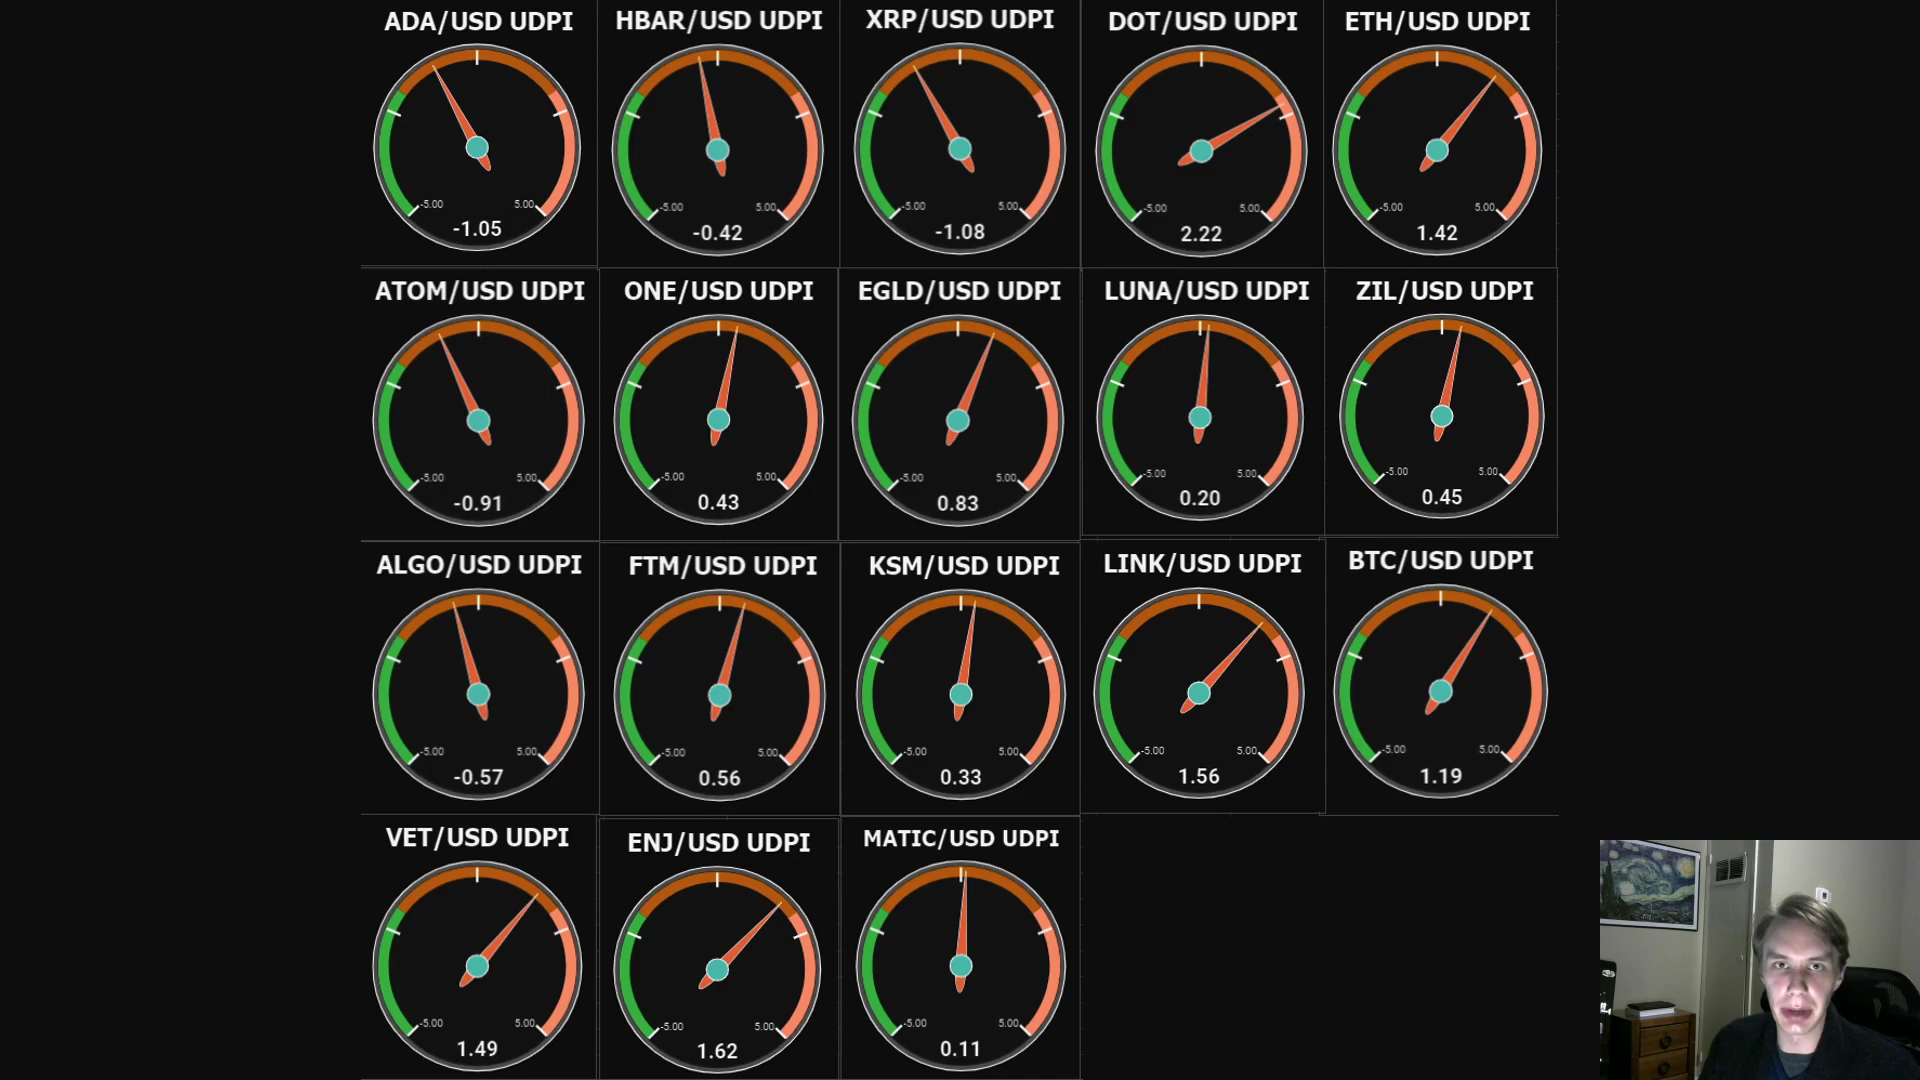 ADA/USD UDPI
-5.00 5.00
-1.05
HBAR/USD UDPI
-5.00 5.00
-0.42
XRP/USD UDPI
-5.00 5.00
-1.08
DOT/USD UDPI
-5.00 5.00
2.22
ETH/USD UDPI
-5.00 5.00
1.42
ATOM/USD UDPI
-5.00 5.00
-0.91
ONE/USD UDPI
-5.00 5.00
0.43
EGLD/USD UDPI
-5.00 5.00
0.83
LUNA/USD UDPI
-5.00 5.00
0.20
ZIL/USD UDPI
-5.00 5.00
0.45
ALGO/USD UDPI
-5.00 5.00
-0.57
FTM/USD UDPI
-5.00 5.00
0.56
KSM/USD UDPI
-5.00 5.00
0.33
LINK/USD UDPI
-5.00 5.00
1.56
BTC/USD UDPI
-5.00 5.00
1.19
VET/USD UDPI
-5.00 5.00
1.49
ENJ/USD UDPI
-5.00 5.00
1.62
MATIC/USD UDPI
-5.00 5.00
0.11